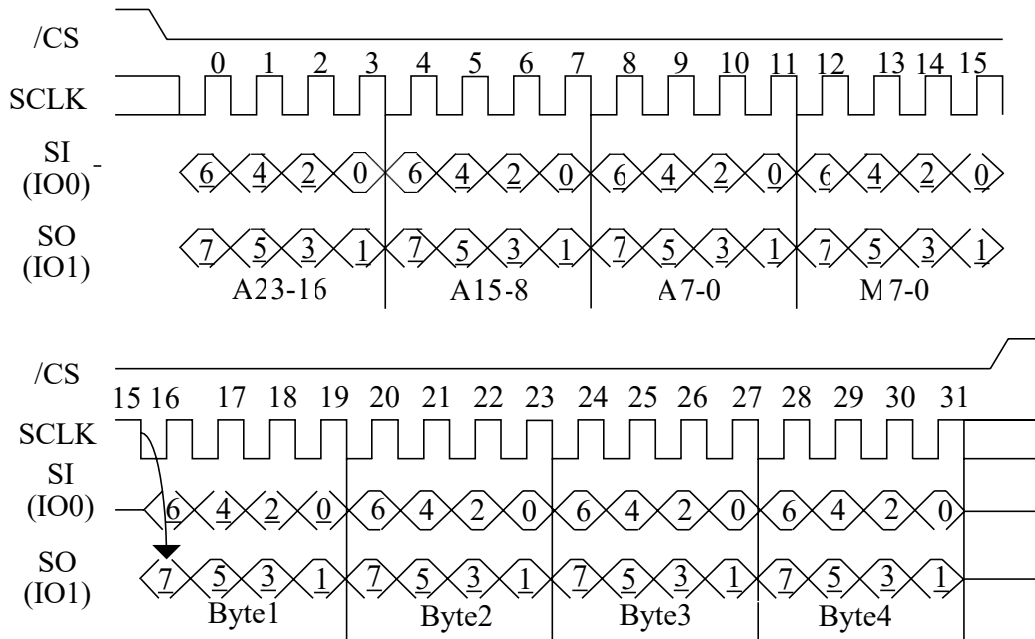 /CS
0 1 2 3 4 5 6 7 8 9 10 11 12 13 14 15
SCLK
SI
(IO0)
6 4 2 0 6 4 2 0 6 4 2 0 6 4 2 0
SO
(IO1)
7 5 3 1 7 5 3 1 7 5 3 1 7 5 3 1
A23-16 A15-8 A7-0 M7-0
/CS
15 16 17 18 19 20 21 22 23 24 25 26 27 28 29 30 31
SCLK
SI
(IO0)
6 4 2 0 6 4 2 0 6 4 2 0 6 4 2 0
SO
(IO1)
7 5 3 1 7 5 3 1 7 5 3 1 7 5 3 1
Byte1 Byte2 Byte3 Byte4